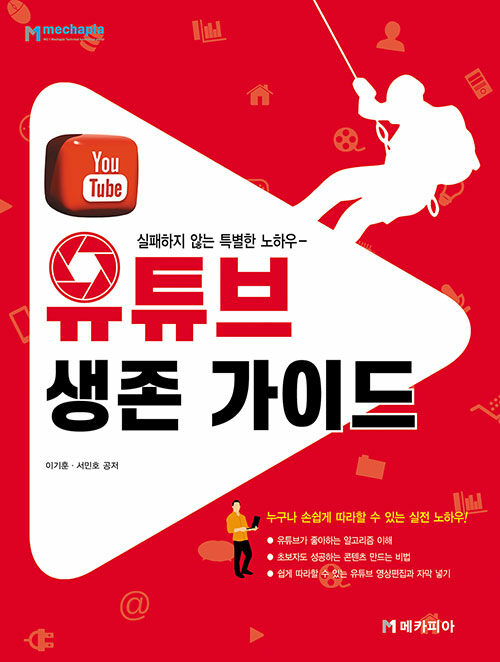 mechapia
You
Tube
실패하지 않는 특별한 노하우-
유튜브
생존 가이드
이기훈 · 서민호 공저
누구나 손쉽게 따라할 수 있는 실전 노하우!
● 유튜브가 좋아하는 알고리즘 이해
● 초보자도 성공하는 콘텐츠 만드는 비법
● 쉽게 따라할 수 있는 유튜브 영상편집과 자막 넣기
M 메카피아